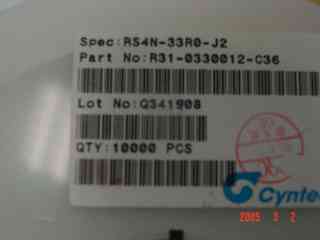 Spec:RS4N-33R0-J2
Part No:R31-0330012-C36
Lot No:Q341908
QTY:10000 PCS
Cyntec
2005 3 2